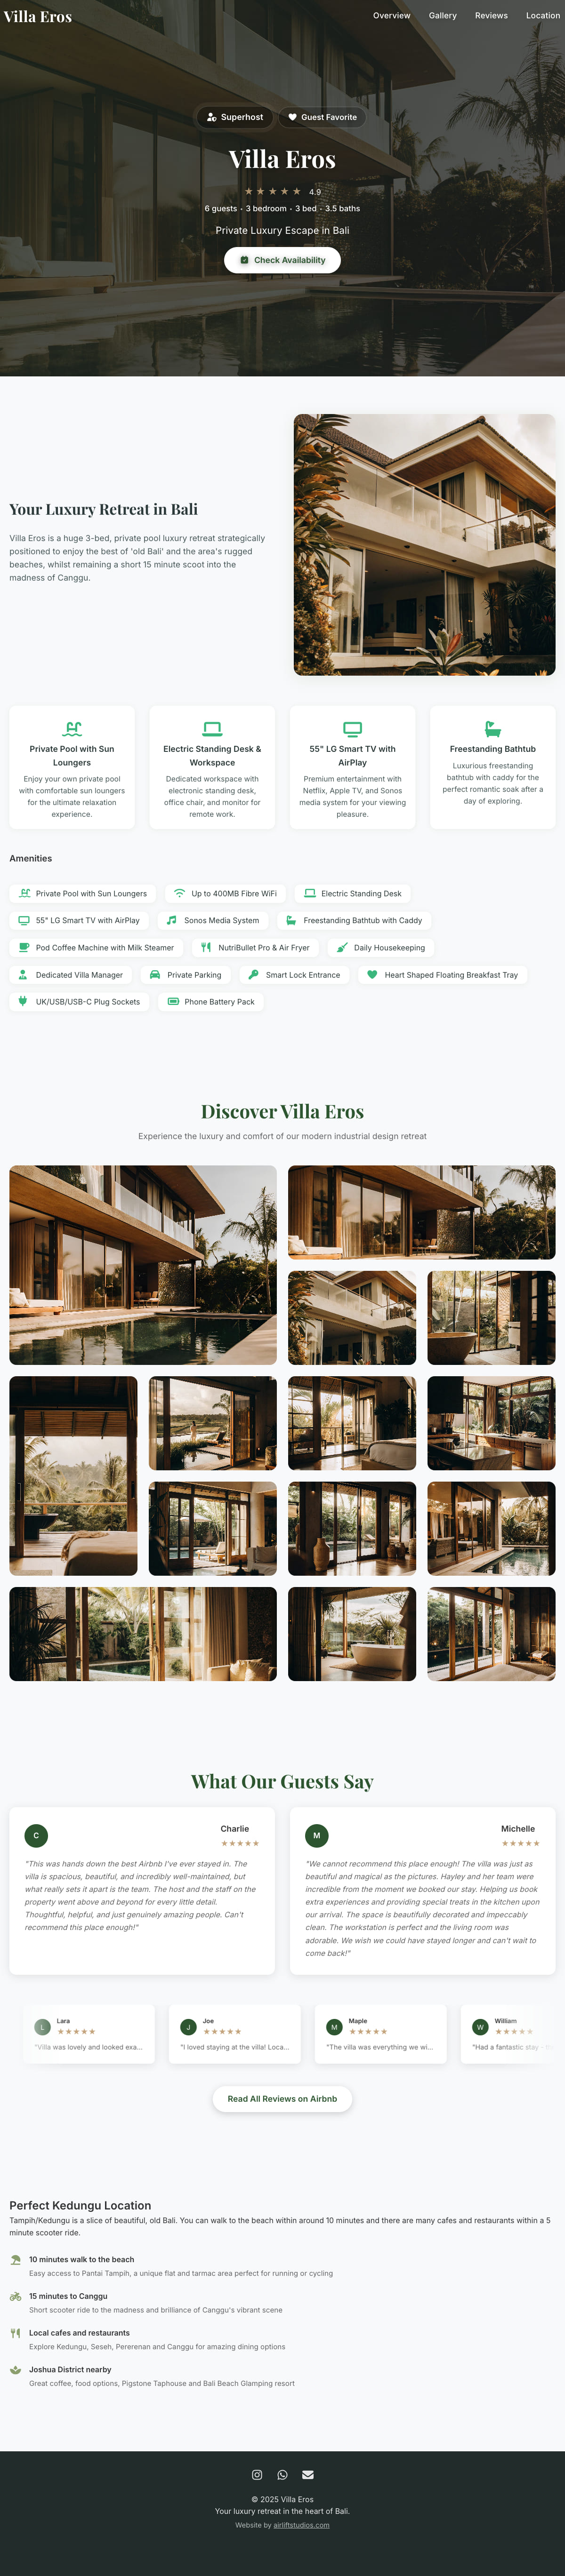 Villa Eros
Overview Gallery Reviews Location
Superhost Guest Favorite
Villa Eros
★ ★ ★ ★ ★ 4.9
6 guests • 3 bedroom • 3 bed • 3.5 baths
Private Luxury Escape in Bali
Check Availability
Your Luxury Retreat in Bali
Villa Eros is a huge 3-bed, private pool luxury retreat strategically
positioned to enjoy the best of 'old Bali' and the area's rugged
beaches, whilst remaining a short 15 minute scoot into the
madness of Canggu.
Private Pool with Sun
Loungers
Enjoy your own private pool
with comfortable sun loungers
for the ultimate relaxation
experience.
Electric Standing Desk &
Workspace
Dedicated workspace with
electronic standing desk,
office chair, and monitor for
remote work.
55" LG Smart TV with
AirPlay
Premium entertainment with
Netflix, Apple TV, and Sonos
media system for your viewing
pleasure.
Freestanding Bathtub
Luxurious freestanding
bathtub with caddy for the
perfect romantic soak after a
day of exploring.
Amenities
Private Pool with Sun Loungers Up to 400MB Fibre WiFi Electric Standing Desk
55" LG Smart TV with AirPlay Sonos Media System Freestanding Bathtub with Caddy
Pod Coffee Machine with Milk Steamer NutriBullet Pro & Air Fryer Daily Housekeeping
Dedicated Villa Manager Private Parking Smart Lock Entrance Heart Shaped Floating Breakfast Tray
UK/USB/USB-C Plug Sockets Phone Battery Pack
Discover Villa Eros
Experience the luxury and comfort of our modern industrial design retreat
What Our Guests Say
C
Charlie
★★★★★
"This was hands down the best Airbnb I've ever stayed in. The
villa is spacious, beautiful, and incredibly well-maintained, but
what really sets it apart is the team. The host and the staff on the
property went above and beyond for every little detail.
Thoughtful, helpful, and just genuinely amazing people. Can't
recommend this place enough!"
M
Michelle
★★★★★
"We cannot recommend this place enough! The villa was just as
beautiful and magical as the pictures. Hayley and her team were
incredible from the moment we booked our stay. Helping us book
extra experiences and providing special treats in the kitchen upon
our arrival. The space is beautifully decorated and impeccably
clean. The workstation is perfect and the living room was
adorable. We wish we could have stayed longer and can't wait to
come back!"
L
Lara
★★★★★
"Villa was lovely and looked exa...
J
Joe
★★★★★
"I loved staying at the villa! Loca...
M
Maple
★★★★★
"The villa was everything we wi...
W
William
★★★★★
"Had a fantastic stay -
Read All Reviews on Airbnb
Perfect Kedungu Location
Tampih/Kedungu is a slice of beautiful, old Bali. You can walk to the beach within around 10 minutes and there are many cafes and restaurants within a 5
minute scooter ride.
10 minutes walk to the beach
Easy access to Pantai Tampih, a unique flat and tarmac area perfect for running or cycling
15 minutes to Canggu
Short scooter ride to the madness and brilliance of Canggu's vibrant scene
Local cafes and restaurants
Explore Kedungu, Seseh, Pererenan and Canggu for amazing dining options
Joshua District nearby
Great coffee, food options, Pigstone Taphouse and Bali Beach Glamping resort
© 2025 Villa Eros
Your luxury retreat in the heart of Bali.
Website by airliftstudios.com